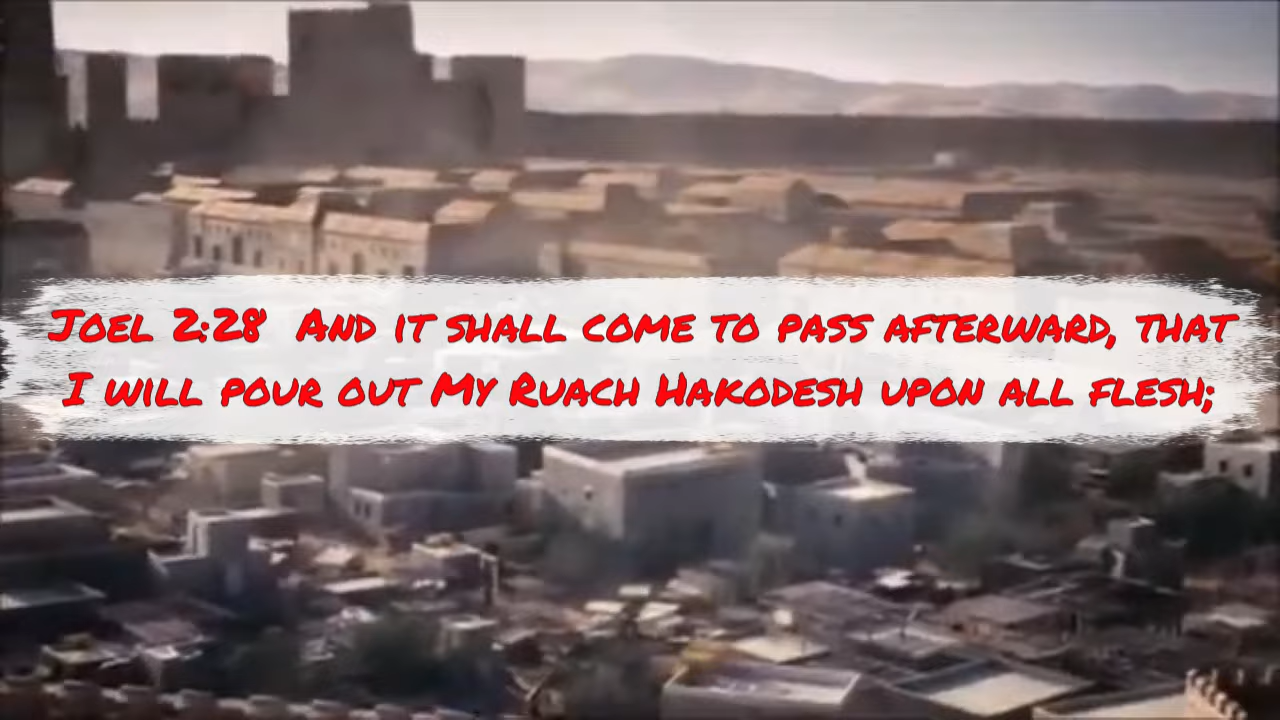 Joel 2:28  And it shall come to pass afterward, that
I will pour out My Ruach Hakodesh upon all flesh;